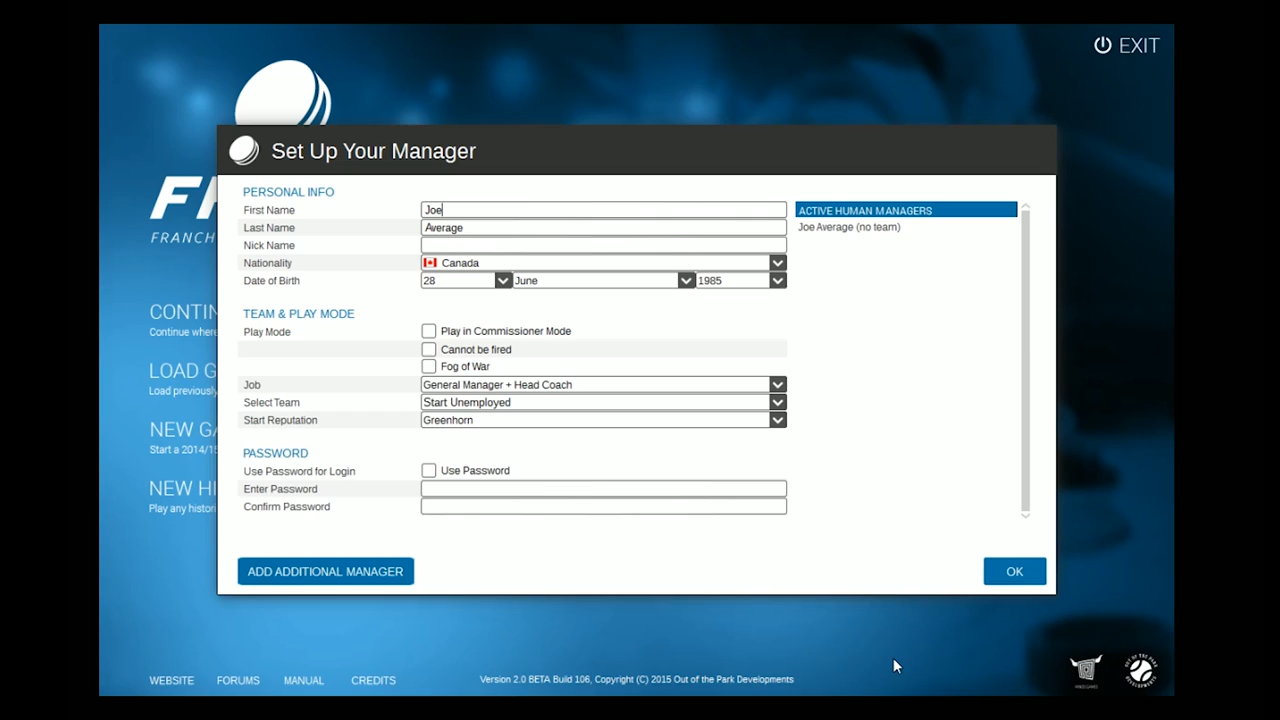 EXIT
Set Up Your Manager
PERSONAL INFO
First Name Joe
Last Name Average
Nick Name
Nationality Canada
Date of Birth 28 June 1985
ACTIVE HUMAN MANAGERS
Joe Average (no team)
TEAM & PLAY MODE
Play Mode Play in Commissioner Mode
Cannot be fired
Fog of War
Job General Manager + Head Coach
Select Team Start Unemployed
Start Reputation Greenhorn
PASSWORD
Use Password for Login Use Password
Enter Password
Confirm Password
ADD ADDITIONAL MANAGER OK
FRANCH
CONTIN
Continue where
LOAD G
Load previously
NEW GA
Start a 2014/15
NEW HI
Play any histori
WEBSITE FORUMS MANUAL CREDITS Version 2.0 BETA Build 106, Copyright (C) 2015 Out of the Park Developments
OUT OF THE PARK DEVELOPMENTS